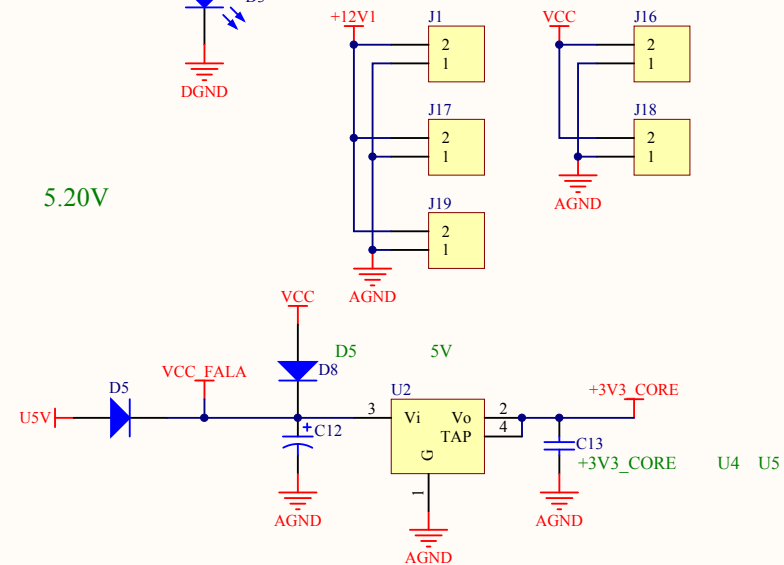 D3
DGND
+12V1
J1
2
1
J17
2
1
J19
2
1
AGND
VCC
J16
2
1
J18
2
1
AGND
5.20V
VCC
D5 5V
D8
VCC_FALA
D5
U5V
C12
AGND
U2
3
Vi Vo
TAP
G
2
4
1
AGND
+3V3_CORE
C13
+3V3_CORE U4 U5
AGND